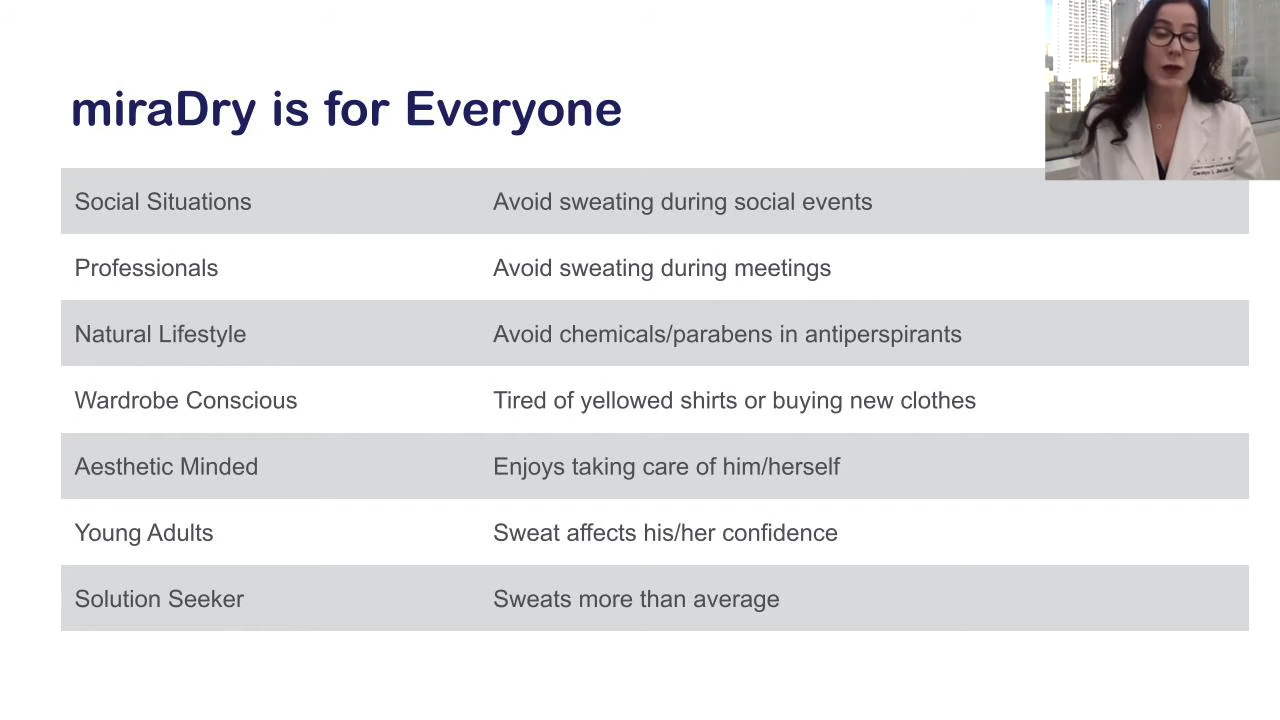 miraDry is for Everyone
Social Situations Avoid sweating during social events
Professionals Avoid sweating during meetings
Natural Lifestyle Avoid chemicals/parabens in antiperspirants
Wardrobe Conscious Tired of yellowed shirts or buying new clothes
Aesthetic Minded Enjoys taking care of him/herself
Young Adults Sweat affects his/her confidence
Solution Seeker Sweats more than average